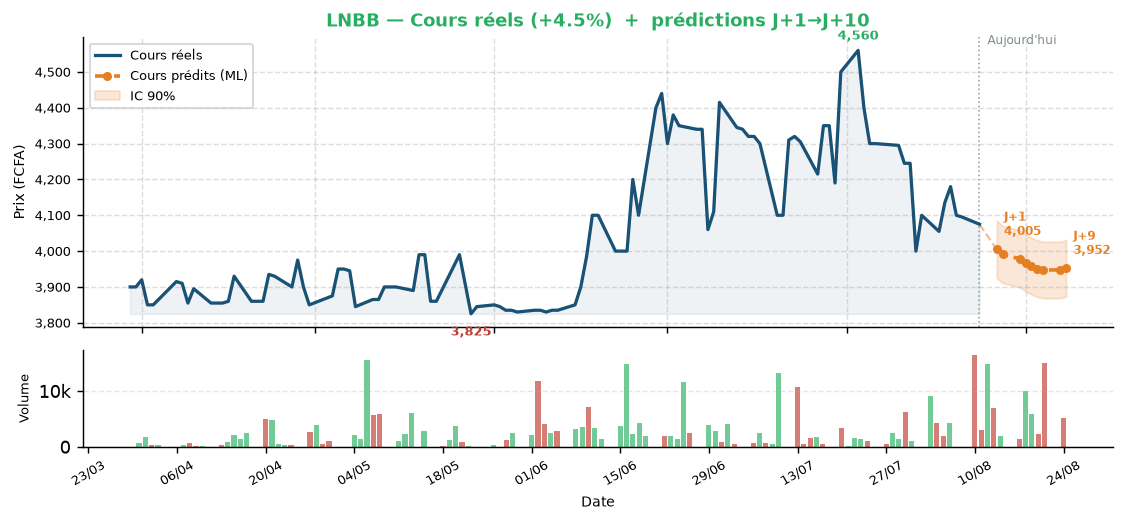 LNBB — Cours réels (+4.5%)  +  prédictions J+1→J+10
4,560
Aujourd'hui
Cours réels
Cours prédits (ML)
IC 90%
4,500
4,400
4,300
4,200
4,100
4,000
3,900
3,800
Prix (FCFA)
J+1
4,005
J+9
3,952
3,825
10k
0
Volume
23/03
06/04
20/04
04/05
18/05
01/06
15/06
29/06
13/07
27/07
10/08
24/08
Date